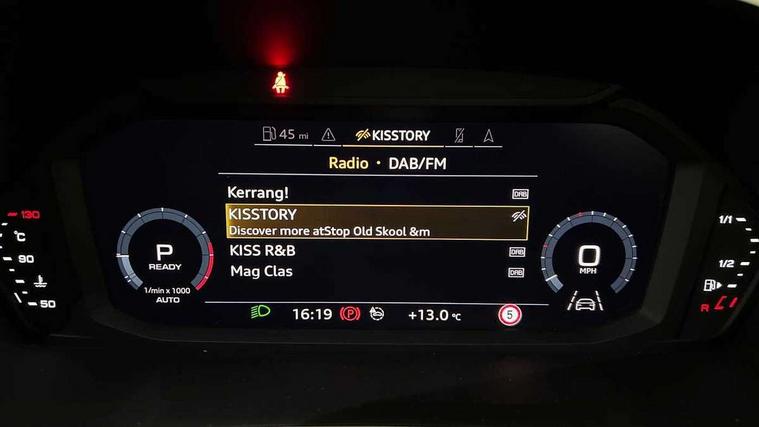 45 mi KISSTORY
Radio • DAB/FM
Kerrang! DAB
KISSTORY
Discover more atStop Old Skool &m
KISS R&B DAB
Mag Clas DAB
P
READY
1/min x 1000
AUTO
0
MPH
130
°C
90
50
1/1
1/2
R
16:19 P +13.0 °C 5